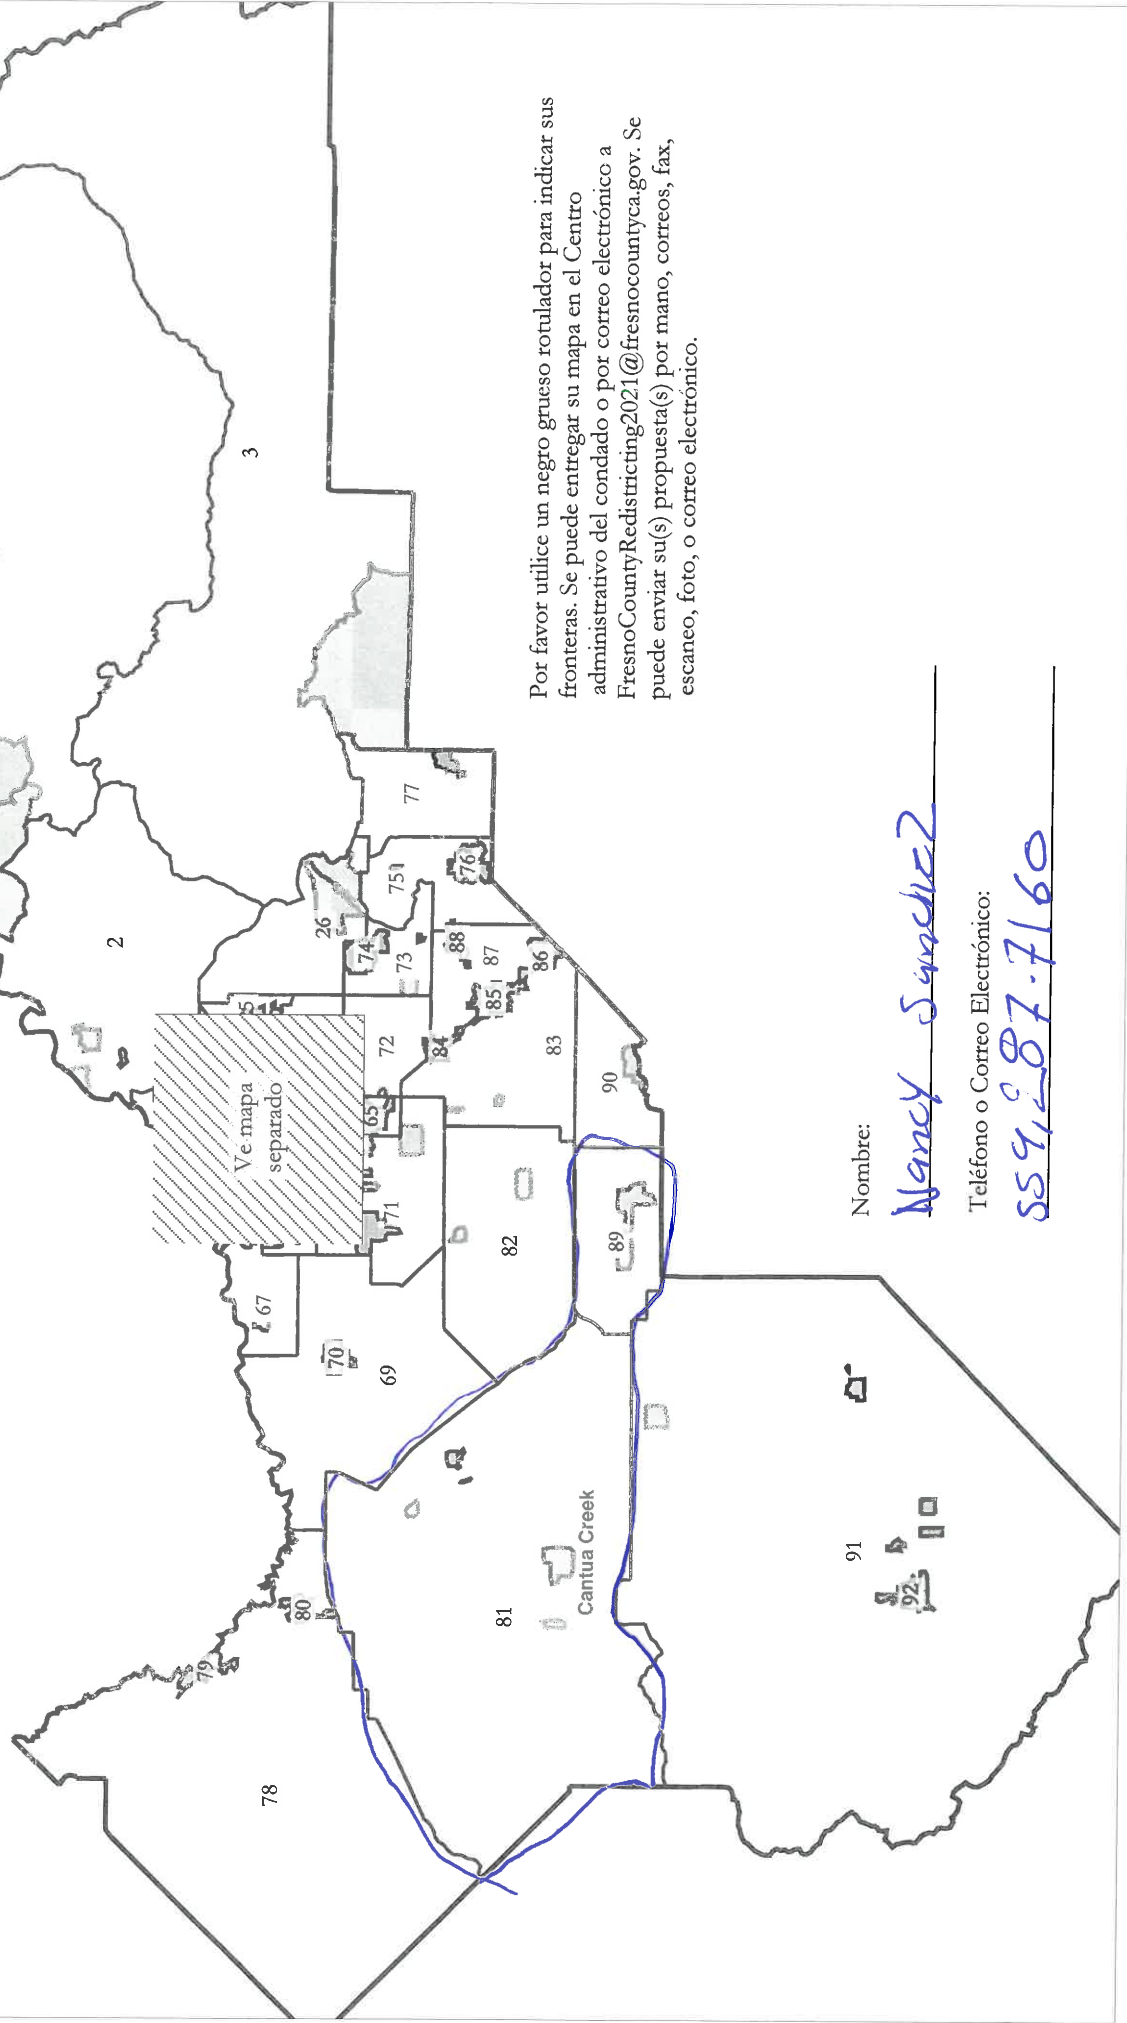 Por favor utilice un negro grueso rotulador para indicar sus
fronteras. Se puede entregar su mapa en el Centro
administrativo del condado o por correo electrónico a
FresnoCountyRedistricting2021@fresnocountyca.gov. Se
puede enviar su(s) propuesta(s) por mano, correos, fax,
escaneo, foto, o correo electrónico.
Nombre:
Nancy Sanchez
Teléfono o Correo Electrónico:
559.287.7160
Ve mapa
separado
Cantua Creek
2
3
26
65
67
69
70
71
72
73
74
75
76
77
78
79
80
81
82
83
84
85
86
87
88
89
90
91
92